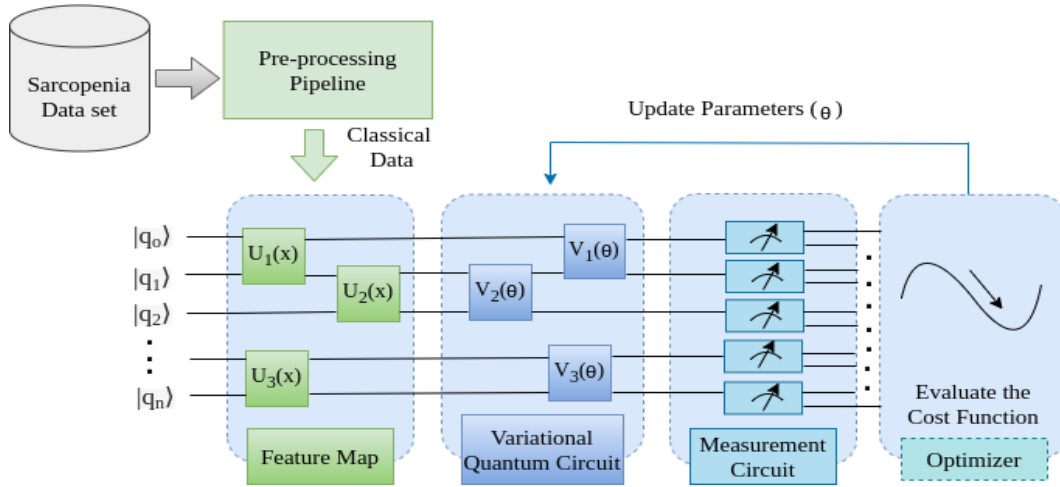 Sarcopenia
Data set
Pre-processing
Pipeline
Classical
Data
Update Parameters (θ)
|qₒ⟩
|q₁⟩
|q₂⟩
|qₙ⟩
U₁(x)
U₂(x)
U₃(x)
V₁(θ)
V₂(θ)
V₃(θ)
Evaluate the
Cost Function
Feature Map
Variational
Quantum Circuit
Measurement
Circuit
Optimizer